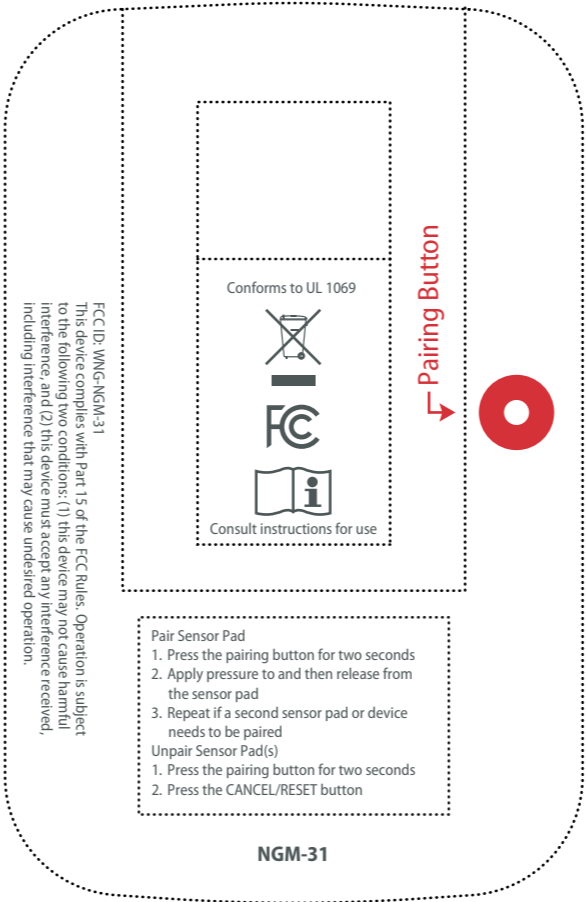 Conforms to UL 1069
FC
Consult instructions for use
Pairing Button
FCC ID: WNG-NGM-31
This device complies with Part 15 of the FCC Rules. Operation is subject
to the following two conditions: (1) this device may not cause harmful
interference, and (2) this device must accept any interference received,
including interference that may cause undesired operation.
Pair Sensor Pad
1. Press the pairing button for two seconds
2. Apply pressure to and then release from
the sensor pad
3. Repeat if a second sensor pad or device
needs to be paired
Unpair Sensor Pad(s)
1. Press the pairing button for two seconds
2. Press the CANCEL/RESET button
NGM-31